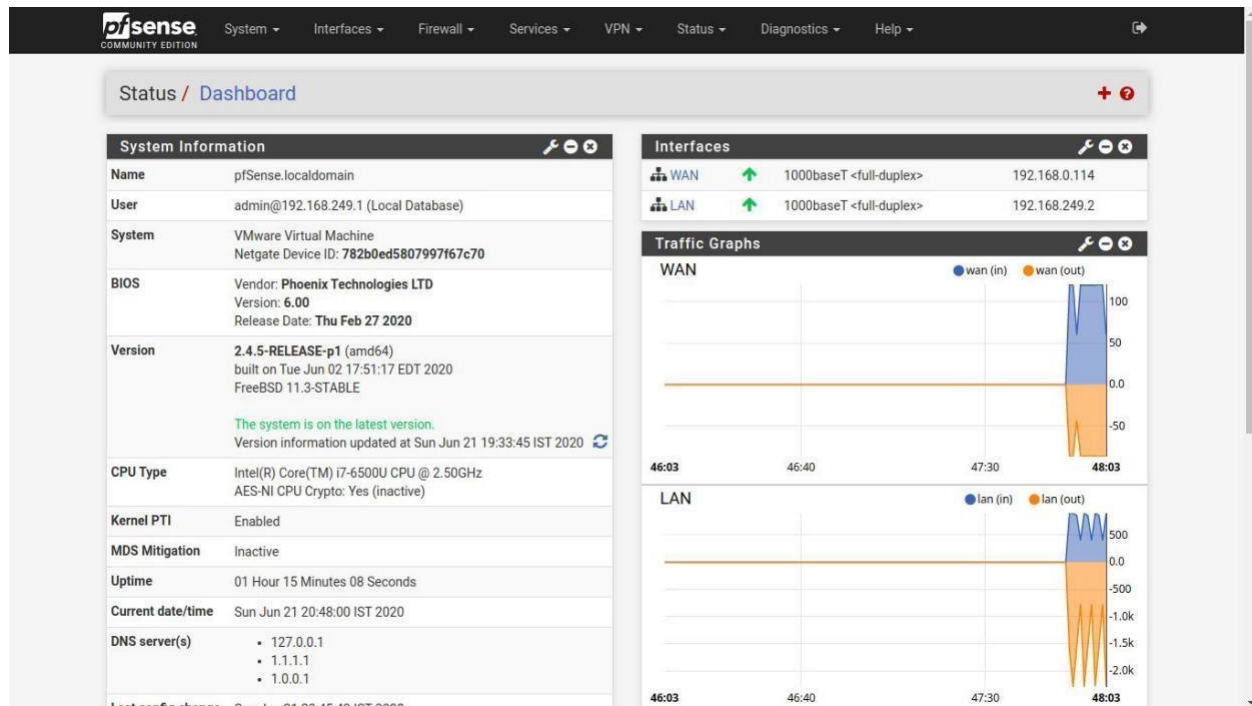 pfsense
COMMUNITY EDITION
System Interfaces Firewall Services VPN Status Diagnostics Help
Status / Dashboard
System Information
Name pfSense.localdomain
User admin@192.168.249.1 (Local Database)
System VMware Virtual Machine
Netgate Device ID: 782b0ed5807997f67c70
BIOS Vendor: Phoenix Technologies LTD
Version: 6.00
Release Date: Thu Feb 27 2020
Version 2.4.5-RELEASE-p1 (amd64)
built on Tue Jun 02 17:51:17 EDT 2020
FreeBSD 11.3-STABLE
The system is on the latest version.
Version information updated at Sun Jun 21 19:33:45 IST 2020
CPU Type Intel(R) Core(TM) i7-6500U CPU @ 2.50GHz
AES-NI CPU Crypto: Yes (inactive)
Kernel PTI Enabled
MDS Mitigation Inactive
Uptime 01 Hour 15 Minutes 08 Seconds
Current date/time Sun Jun 21 20:48:00 IST 2020
DNS server(s) • 127.0.0.1
• 1.1.1.1
• 1.0.0.1
Interfaces
WAN 1000baseT <full-duplex> 192.168.0.114
LAN 1000baseT <full-duplex> 192.168.249.2
Traffic Graphs
WAN wan (in) wan (out)
100
50
0.0
-50
46:03 46:40 47:30 48:03
LAN lan (in) lan (out)
500
0.0
-500
-1.0k
-1.5k
-2.0k
46:03 46:40 47:30 48:03